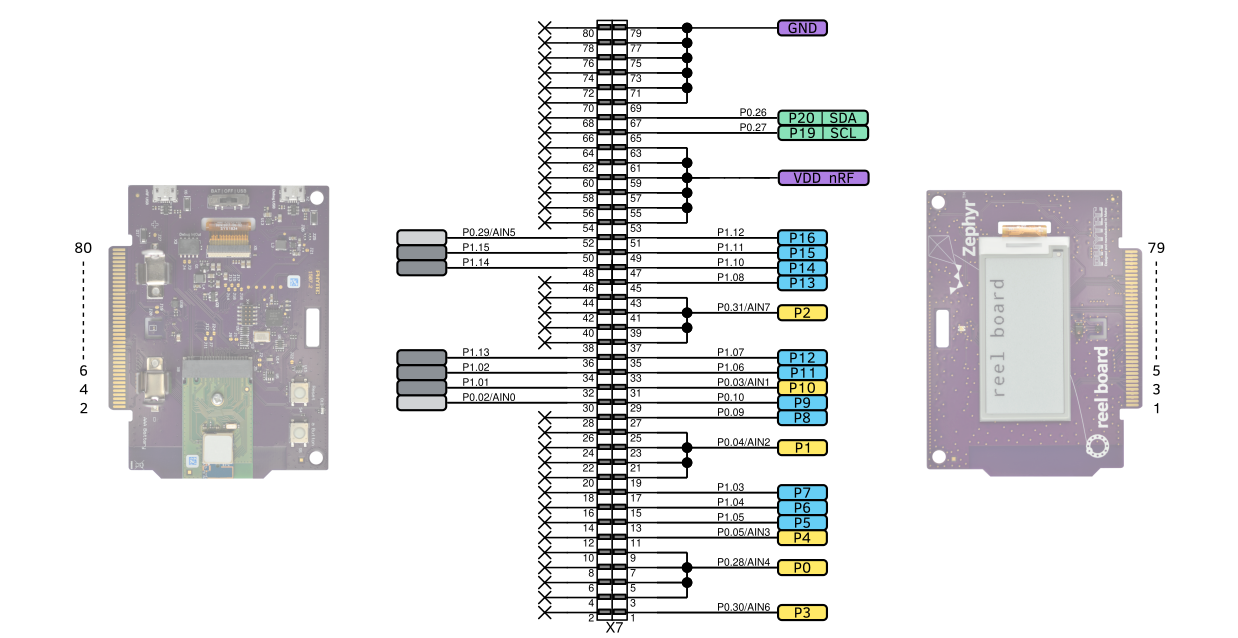 80 79 GND
78 77
76 75
74 73
72 71
70 69
68 67 P0.26 P20 | SDA
66 65 P0.27 P19 | SCL
64 63
62 61
60 59 VDD_nRF
58 57
56 55
54 53
P0.29/AIN5 52 51 P1.12 P16
P1.15 50 49 P1.11 P15
P1.14 48 47 P1.10 P14
46 45 P1.08 P13
44 43
42 41 P0.31/AIN7 P2
40 39
38 37
P1.13 36 35 P1.07 P12
P1.02 34 33 P1.06 P11
P1.01 32 31 P0.03/AIN1 P10
P0.02/AIN0 30 29 P0.10 P9
28 27 P0.09 P8
26 25
24 23 P0.04/AIN2 P1
22 21
20 19
18 17 P1.03 P7
16 15 P1.04 P6
14 13 P1.05 P5
12 11 P0.05/AIN3 P4
10 9
8 7 P0.28/AIN4 P0
6 5
4 3
2 1 P0.30/AIN6 P3
X7
80
6
4
2
BAT/OFF/USB
Zephyr
reel board
reel board
79
5
3
1